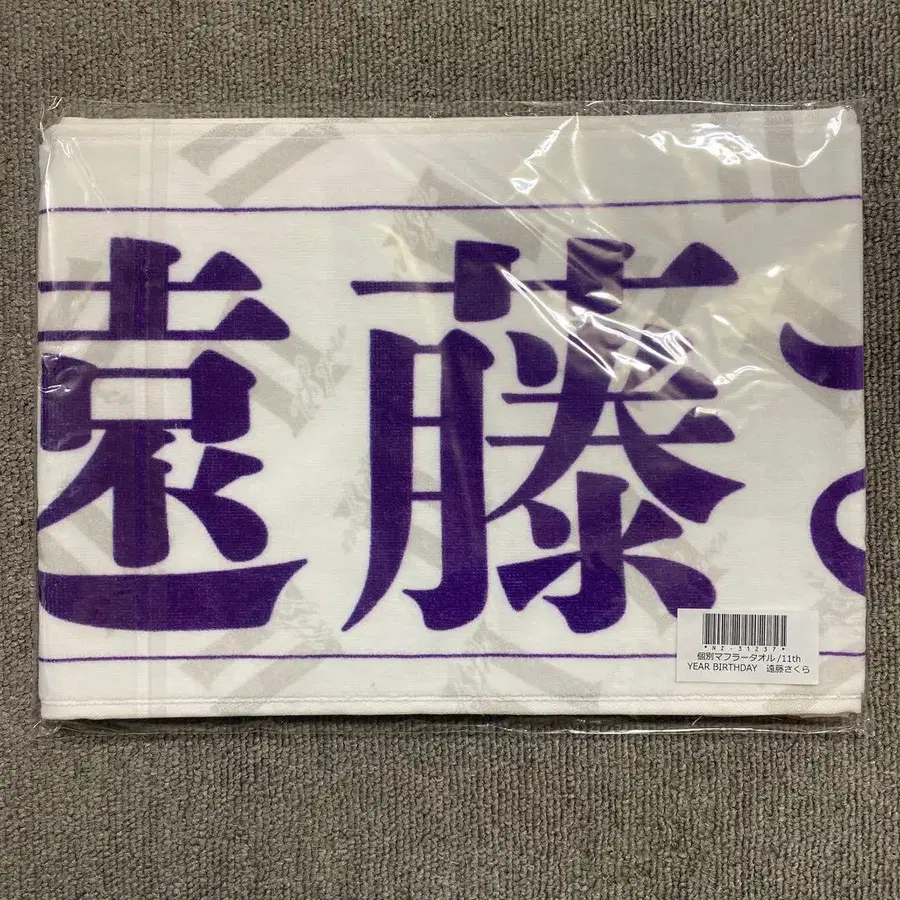 遠藤さ
*N2-31237*
個別マフラータオル/11th
YEAR BIRTHDAY 遠藤さくら